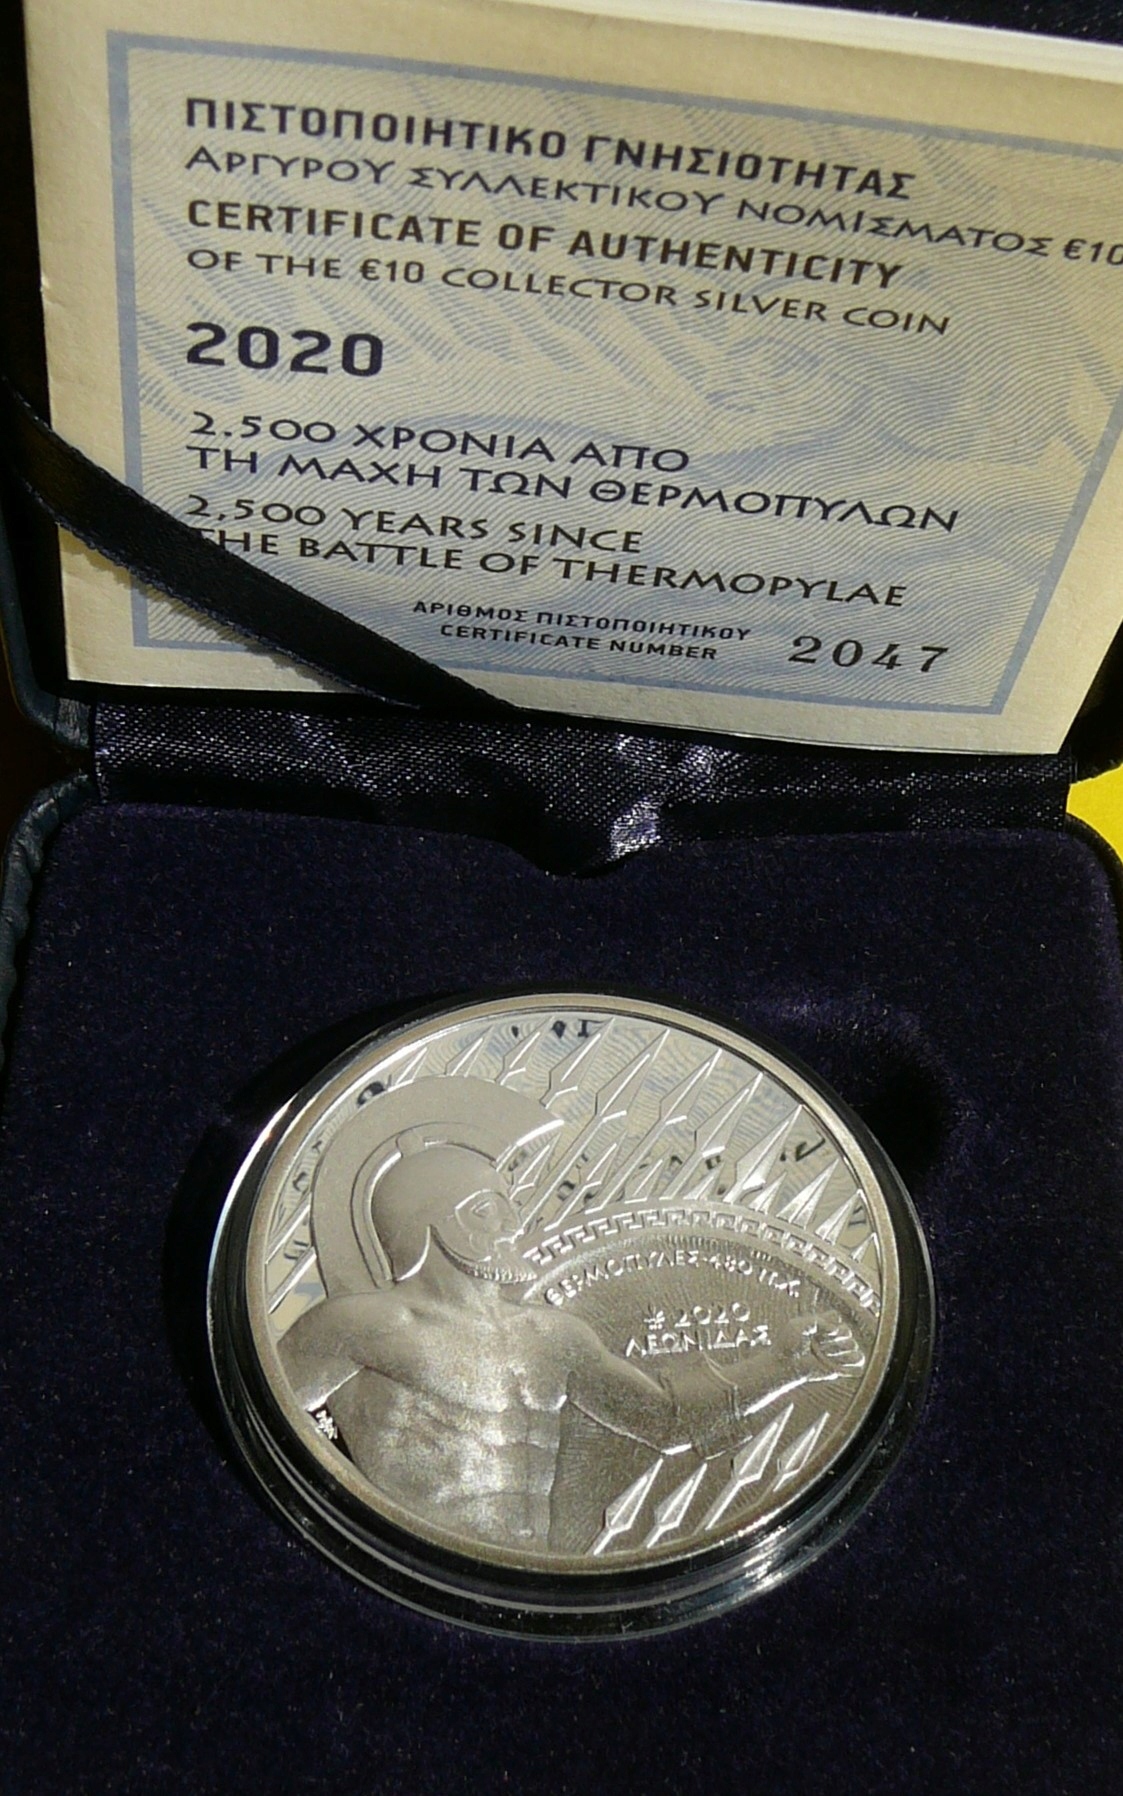 ΠΙΣΤΟΠΟΙΗΤΙΚΟ ΓΝΗΣΙΟΤΗΤΑΣ
ΑΡΓΥΡΟΥ ΣΥΛΛΕΚΤΙΚΟΥ ΝΟΜΙΣΜΑΤΟΣ €10
CERTIFICATE OF AUTHENTICITY
OF THE €10 COLLECTOR SILVER COIN
2020
2.500 ΧΡΟΝΙΑ ΑΠΟ
ΤΗ ΜΑΧΗ ΤΩΝ ΘΕΡΜΟΠΥΛΩΝ
2,500 YEARS SINCE
THE BATTLE OF THERMOPYLAE
ΑΡΙΘΜΟΣ ΠΙΣΤΟΠΟΙΗΤΙΚΟΥ
CERTIFICATE NUMBER 2047
ΘΕΡΜΟΠΥΛΕΣ·480 π.Χ.
2020
ΛΕΩΝΙΔΑΣ